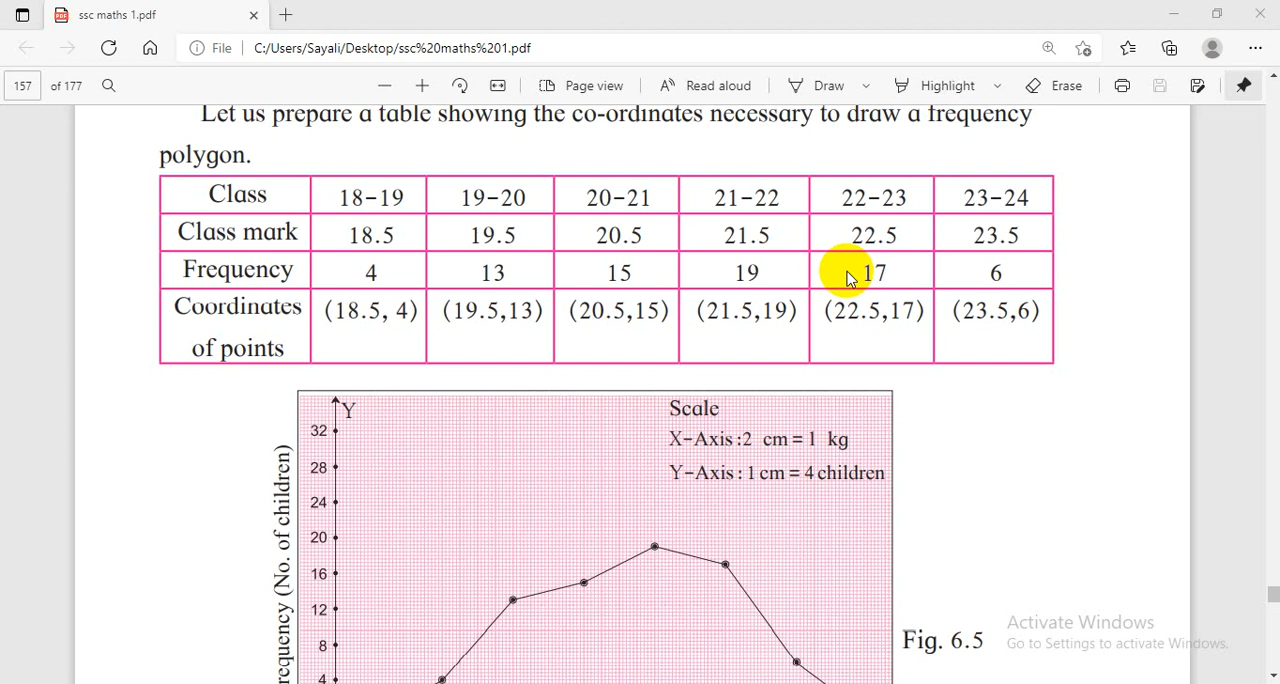 ssc maths 1.pdf
File C:/Users/Sayali/Desktop/ssc%20maths%201.pdf
157 of 177 Page view Read aloud Draw Highlight Erase
Let us prepare a table showing the co-ordinates necessary to draw a frequency
polygon.
Class 18-19 19-20 20-21 21-22 22-23 23-24
Class mark 18.5 19.5 20.5 21.5 22.5 23.5
Frequency 4 13 15 19 17 6
Coordinates of points (18.5, 4) (19.5,13) (20.5,15) (21.5,19) (22.5,17) (23.5,6)
Y
Scale
X-Axis :2 cm = 1 kg
Y-Axis : 1 cm = 4 children
32
28
24
20
16
12
8
4
requency (No. of children)
Fig. 6.5
Activate Windows
Go to Settings to activate Windows.